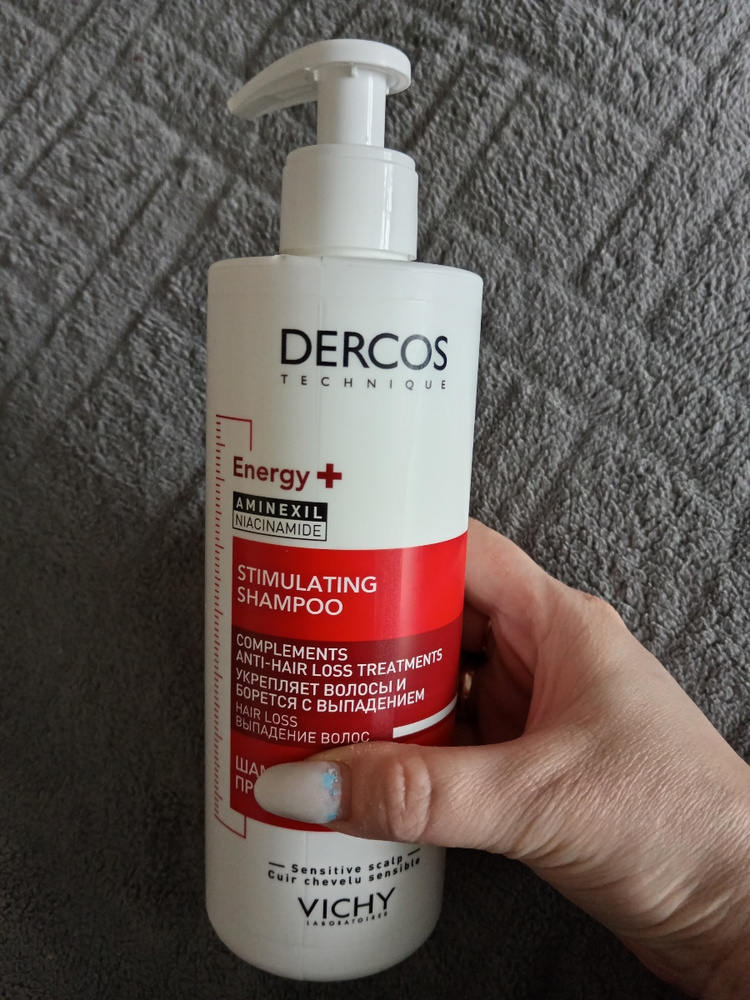 DERCOS
TECHNIQUE
Energy +
AMINEXIL
NIACINAMIDE
STIMULATING
SHAMPOO
COMPLEMENTS
ANTI-HAIR LOSS TREATMENTS
УКРЕПЛЯЕТ ВОЛОСЫ И
БОРЕТСЯ С ВЫПАДЕНИЕМ
HAIR LOSS
ВЫПАДЕНИЕ ВОЛОС
Sensitive scalp
Cuir chevelu sensible
VICHY
LABORATOIRES